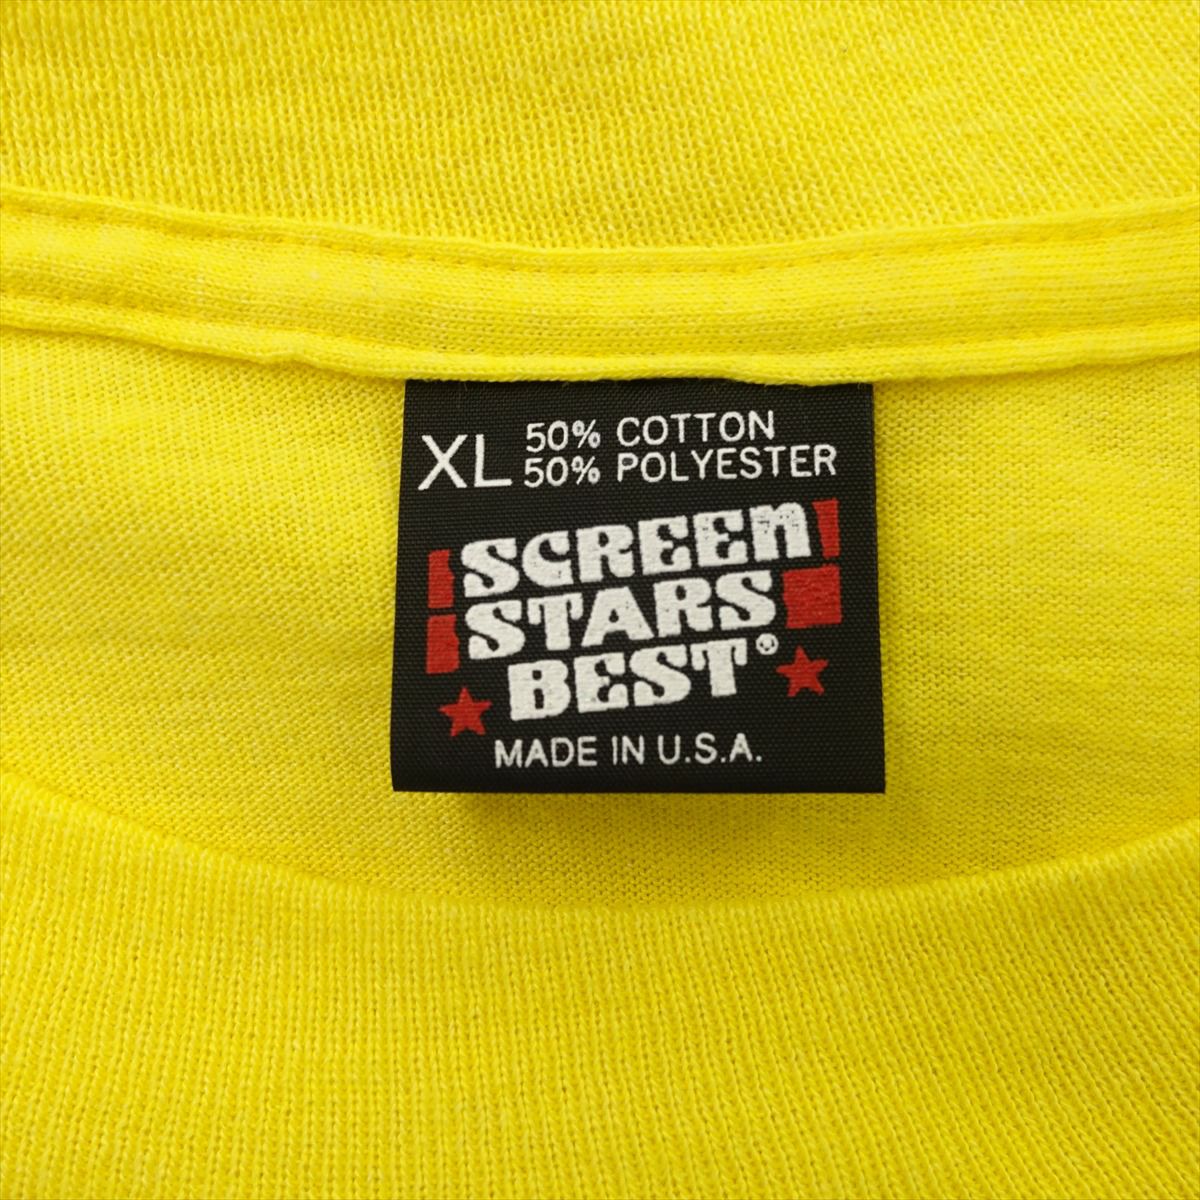 XL 50% COTTON
50% POLYESTER
SCREEN
STARS
BEST®
MADE IN U.S.A.